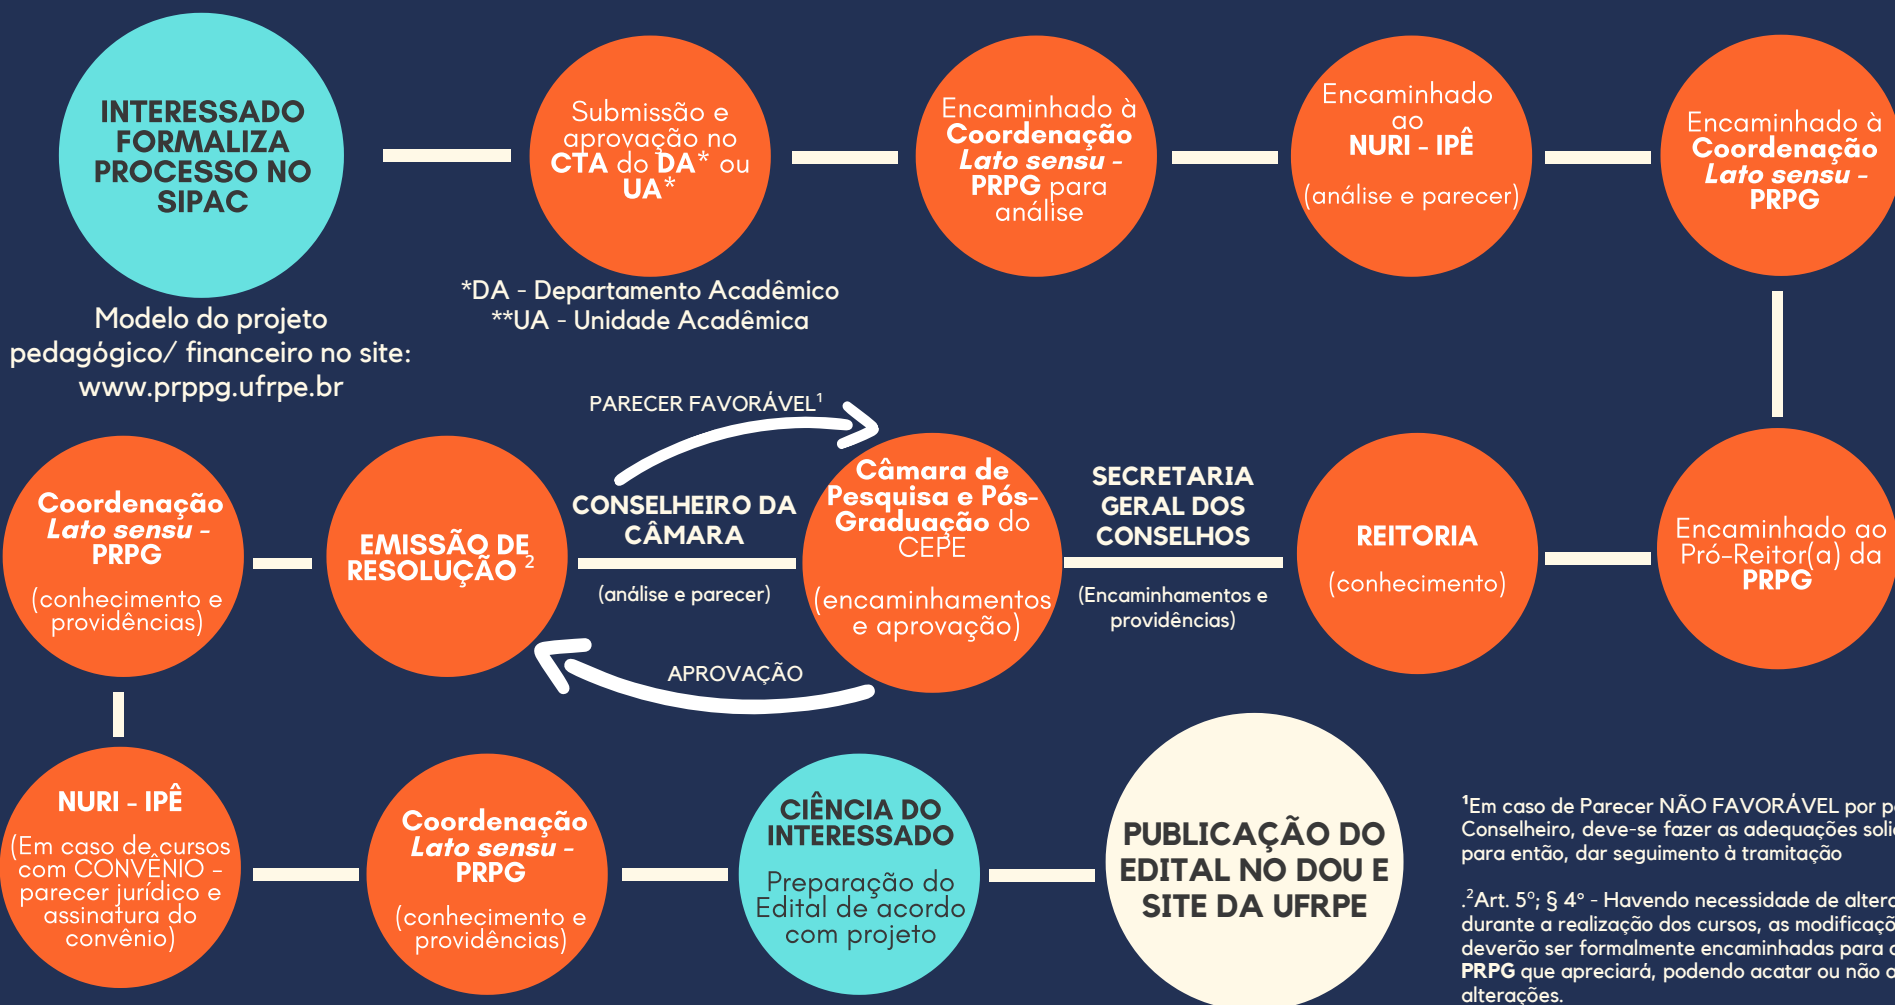 INTERESSADO
FORMALIZA
PROCESSO NO
SIPAC
Modelo do projeto
pedagógico/ financeiro no site:
www.prppg.ufrpe.br
Submissão e
aprovação no
CTA do DA* ou
UA*
*DA - Departamento Acadêmico
**UA - Unidade Acadêmica
Encaminhado à
Coordenação
Lato sensu -
PRPG para
análise
Encaminhado
ao
NURI - IPÊ
(análise e parecer)
Encaminhado à
Coordenação
Lato sensu -
PRPG
Encaminhado ao
Pró-Reitor(a) da
PRPG
REITORIA
(conhecimento)
SECRETARIA
GERAL DOS
CONSELHOS
(Encaminhamentos e
providências)
Câmara de
Pesquisa e Pós-
Graduação do
CEPE
(encaminhamentos
e aprovação)
PARECER FAVORÁVEL¹
CONSELHEIRO DA
CÂMARA
(análise e parecer)
APROVAÇÃO
EMISSÃO DE
RESOLUÇÃO ²
Coordenação
Lato sensu -
PRPG
(conhecimento e
providências)
NURI - IPÊ
(Em caso de cursos
com CONVÊNIO -
parecer jurídico e
assinatura do
convênio)
Coordenação
Lato sensu -
PRPG
(conhecimento e
providências)
CIÊNCIA DO
INTERESSADO
Preparação do
Edital de acordo
com projeto
PUBLICAÇÃO DO
EDITAL NO DOU E
SITE DA UFRPE
¹Em caso de Parecer NÃO FAVORÁVEL por
Conselheiro, deve-se fazer as adequações
para então, dar seguimento à tramitação
.²Art. 5º; § 4º - Havendo necessidade de
durante a realização dos cursos, as
deverão ser formalmente encaminhadas para
PRPG que apreciará, podendo acatar ou não
alterações.